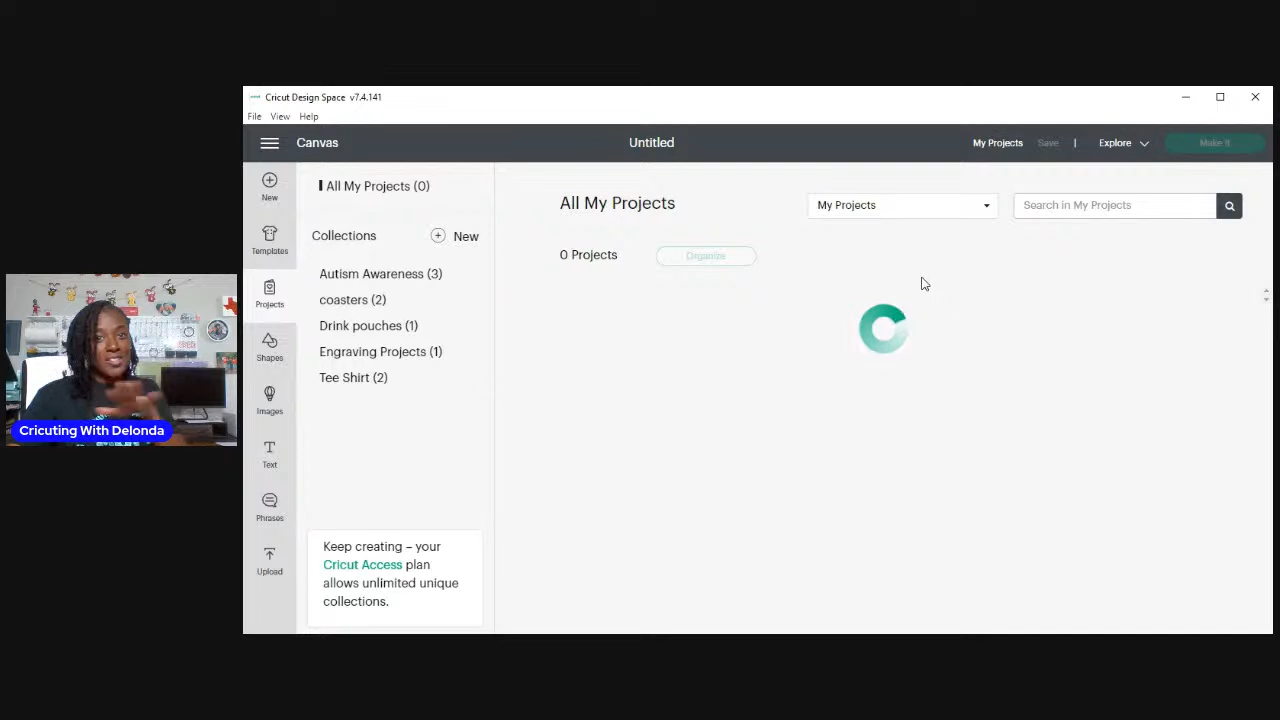 Cricut Design Space v7.4.141
File View Help
Canvas
Untitled
My Projects
Save
|
Explore
Make It
New
Templates
Projects
Shapes
Images
Text
Phrases
Upload
All My Projects (0)
Collections
New
Autism Awareness (3)
coasters (2)
Drink pouches (1)
Engraving Projects (1)
Tee Shirt (2)
Keep creating – your
Cricut Access plan
allows unlimited unique
collections.
All My Projects
My Projects
Search in My Projects
0 Projects
Organize
Cricuting With Delonda